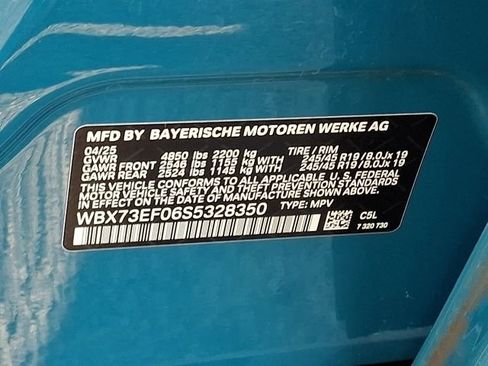 MFD BY BAYERISCHE MOTOREN WERKE AG
04/25 TIRE / RIM
GVWR 4850 lbs 2200 kg
GAWR FRONT 2546 lbs 1155 kg WITH 245/45 R19 /8.0J x 19
GAWR REAR 2524 lbs 1145 kg WITH 245/45 R19 /8.0J x 19
THIS VEHICLE CONFORMS TO ALL APPLICABLE U. S. FEDERAL
MOTOR VEHICLE SAFETY AND THEFT PREVENTION STANDARDS
IN EFFECT ON THE DATE OF MANUFACTURE SHOWN ABOVE.
WBX73EF06S5328350 TYPE: MPV
C5L
7 320 730